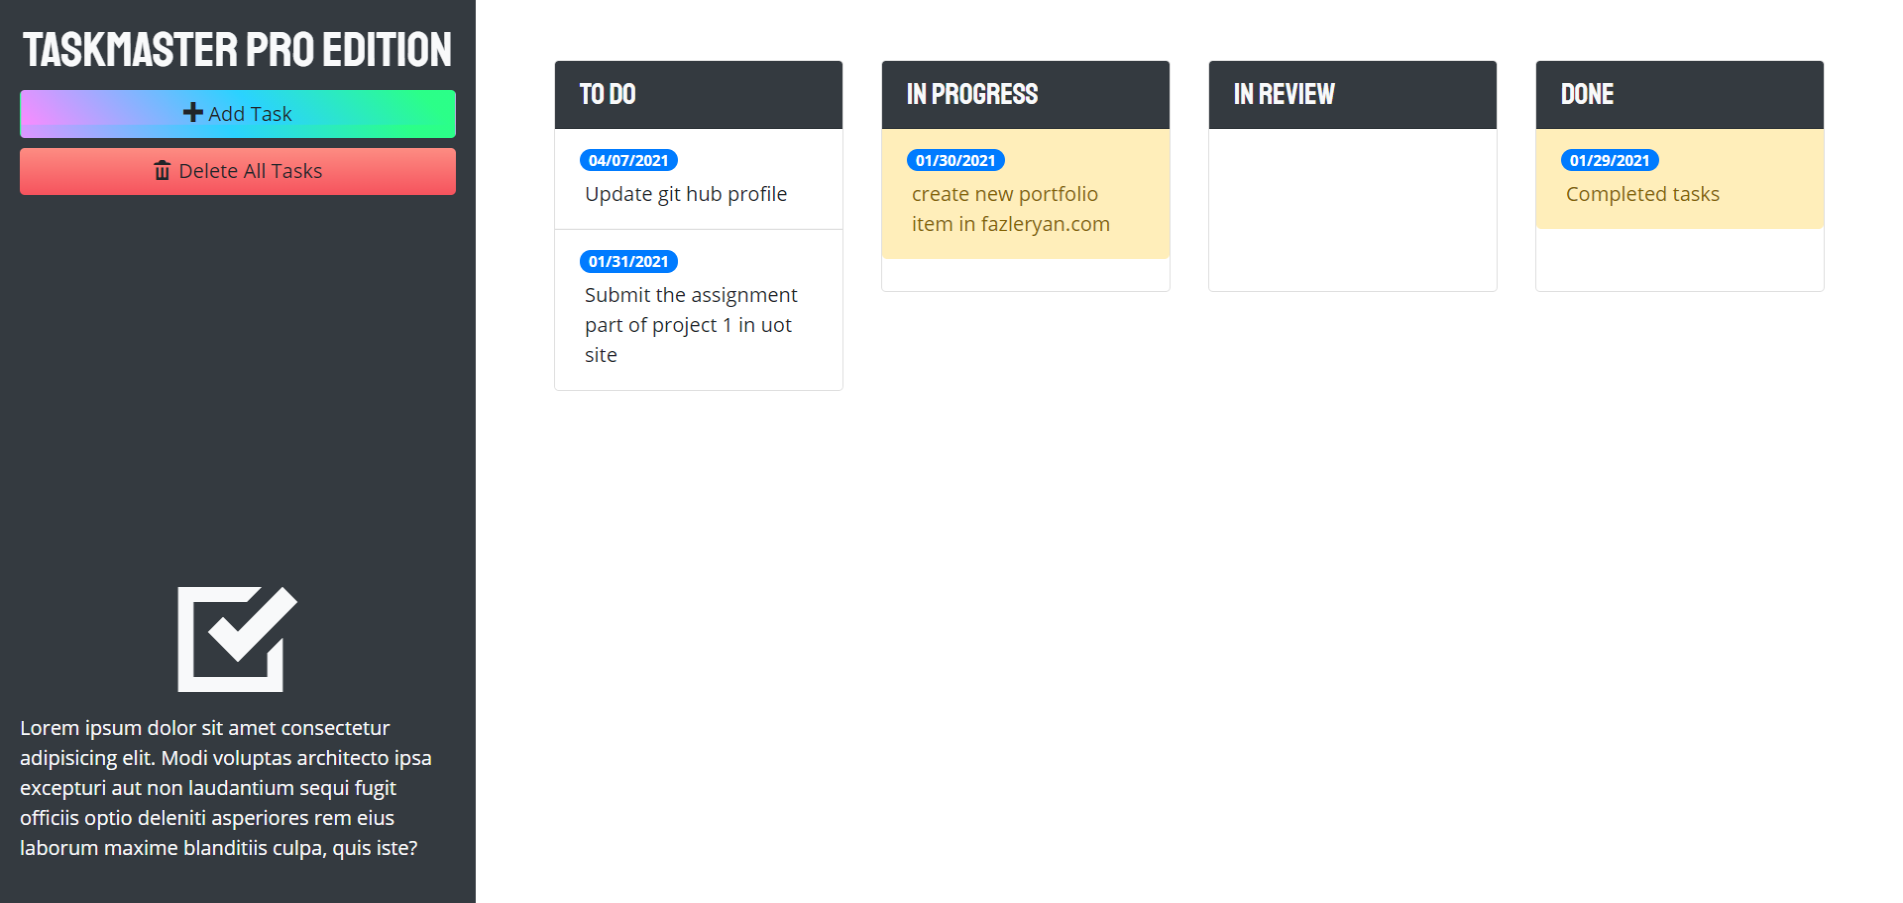 TASKMASTER PRO EDITION
Add Task
Delete All Tasks
Lorem ipsum dolor sit amet consectetur
adipisicing elit. Modi voluptas architecto ipsa
excepturi aut non laudantium sequi fugit
officiis optio deleniti asperiores rem eius
laborum maxime blanditiis culpa, quis iste?
TO DO
04/07/2021
Update git hub profile
01/31/2021
Submit the assignment
part of project 1 in uot
site
IN PROGRESS
01/30/2021
create new portfolio
item in fazleryan.com
IN REVIEW
DONE
01/29/2021
Completed tasks